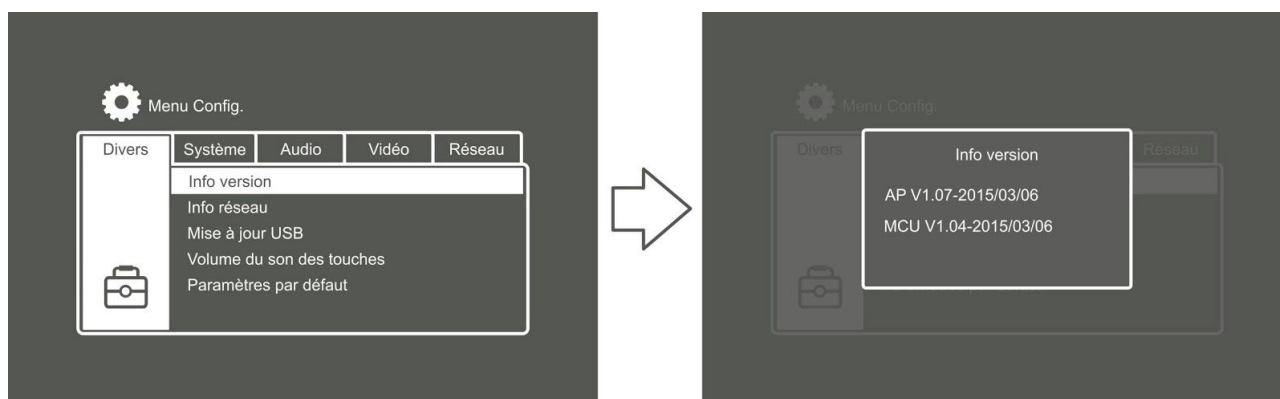 Menu Config.
Divers Système Audio Vidéo Réseau
Info version
Info réseau
Mise à jour USB
Volume du son des touches
Paramètres par défaut
Menu Config.
Divers Réseau
Info version
AP V1.07-2015/03/06
MCU V1.04-2015/03/06